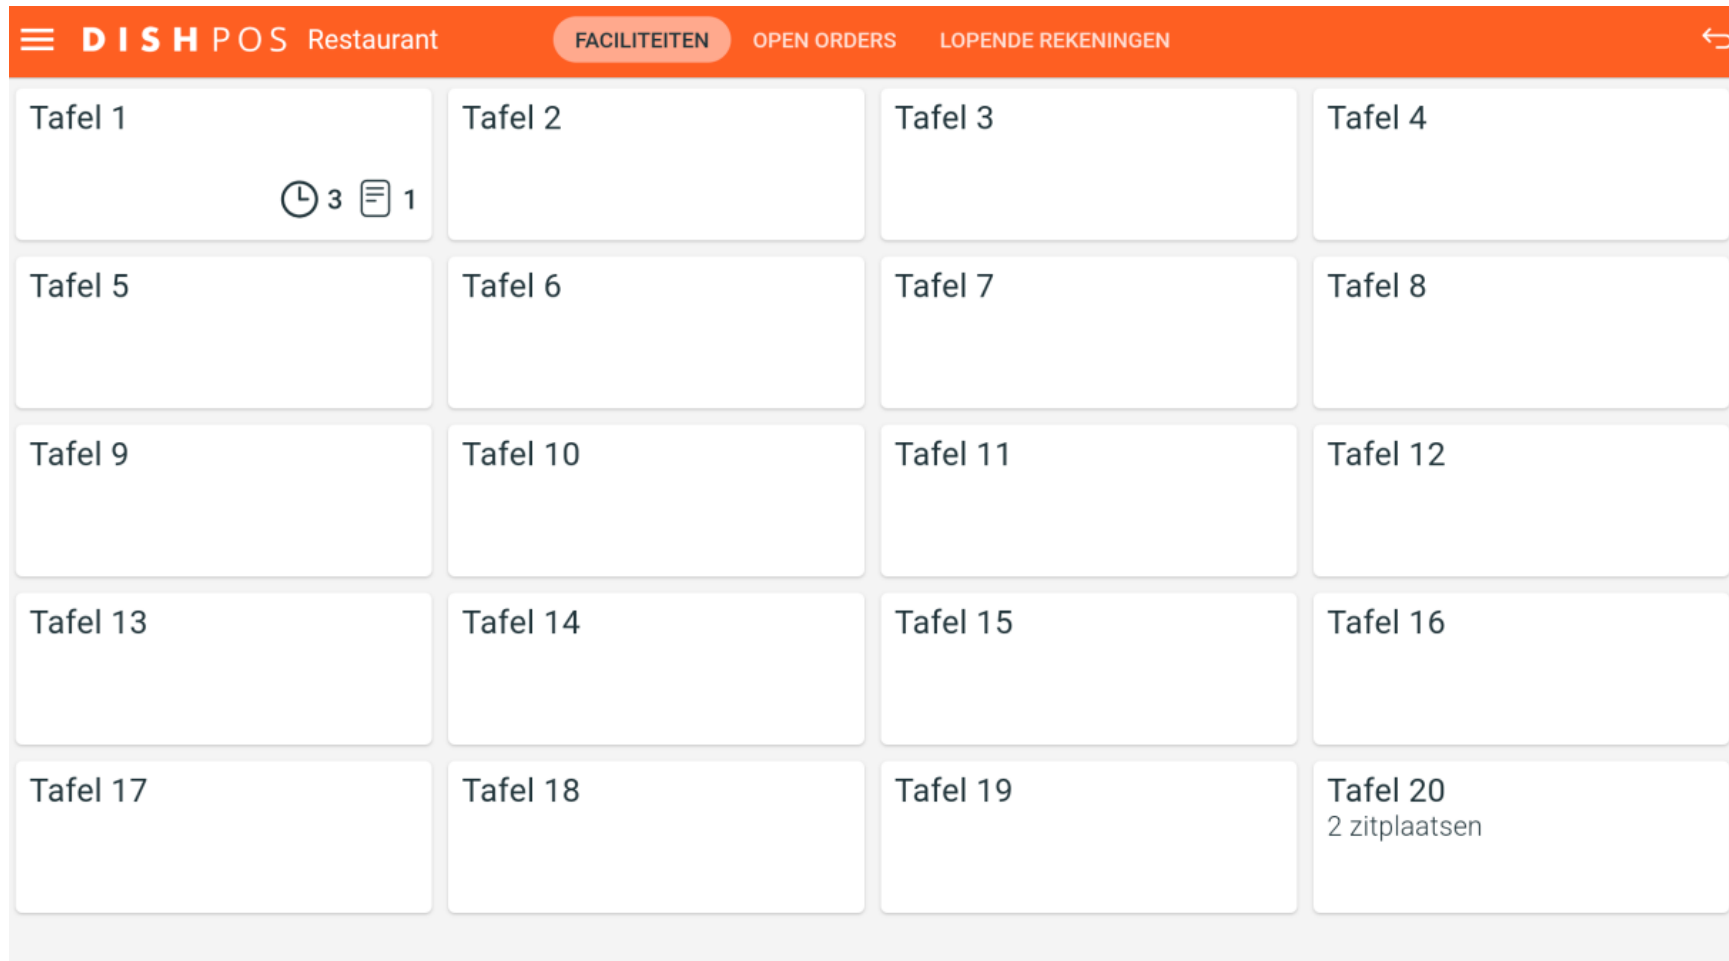 DISH POS Restaurant FACILITEITEN OPEN ORDERS LOPENDE REKENINGEN
Tafel 1 Tafel 2 Tafel 3 Tafel 4
3 1
Tafel 5 Tafel 6 Tafel 7 Tafel 8
Tafel 9 Tafel 10 Tafel 11 Tafel 12
Tafel 13 Tafel 14 Tafel 15 Tafel 16
Tafel 17 Tafel 18 Tafel 19 Tafel 20
2 zitplaatsen